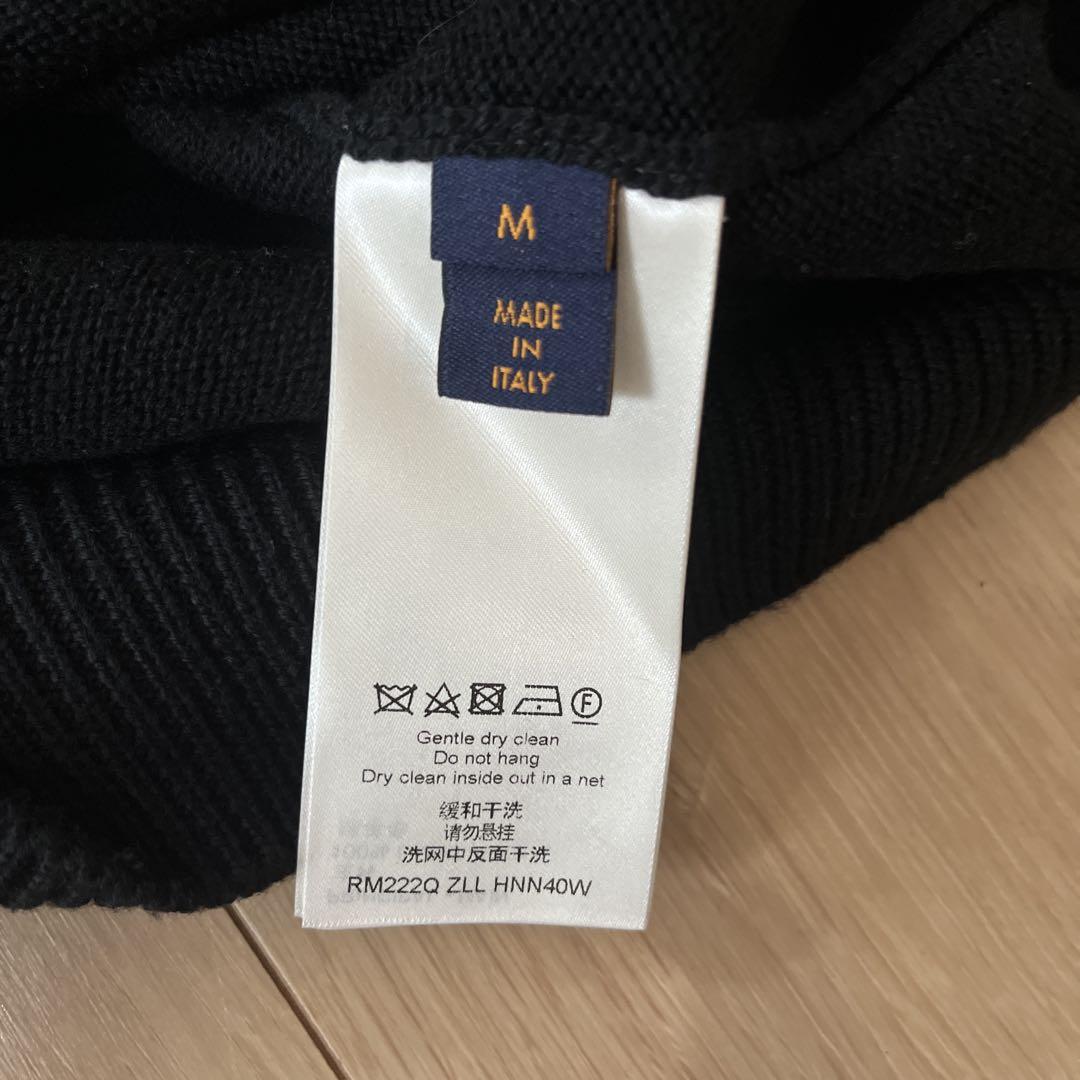 M
MADE
IN
ITALY
F
Gentle dry clean
Do not hang
Dry clean inside out in a net
缓和干洗
请勿悬挂
洗网中反面干洗
RM222Q ZLL HNN40W